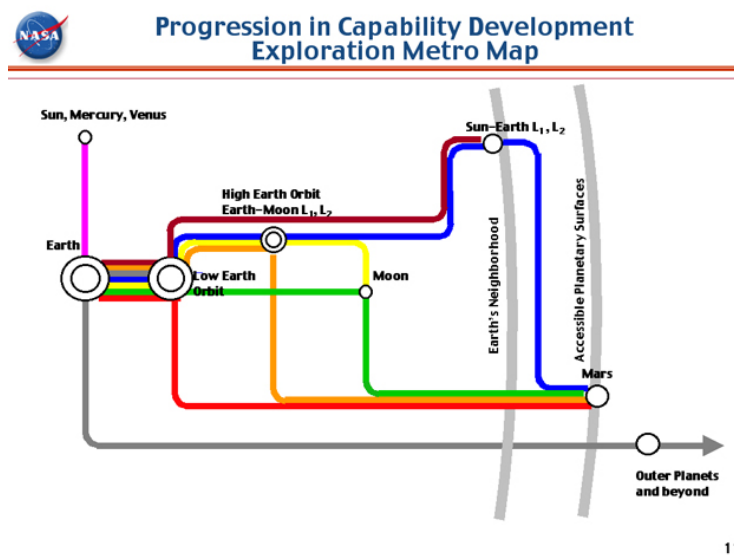 NASA
Progression in Capability Development
Exploration Metro Map
Sun, Mercury, Venus
Sun-Earth L1, L2
High Earth Orbit
Earth-Moon L1, L2
Earth
Low Earth
Orbit
Moon
Earth's Neighborhood
Accessible Planetary Surfaces
Mars
Outer Planets
and beyond
1